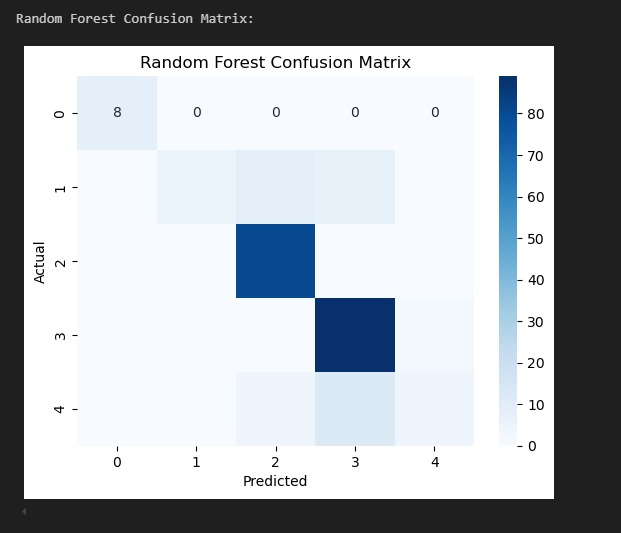 Random Forest Confusion Matrix:
Random Forest Confusion Matrix
0 8 0 0 0 0
1
2
3
4
Actual
0 1 2 3 4
Predicted
80
70
60
50
40
30
20
10
0